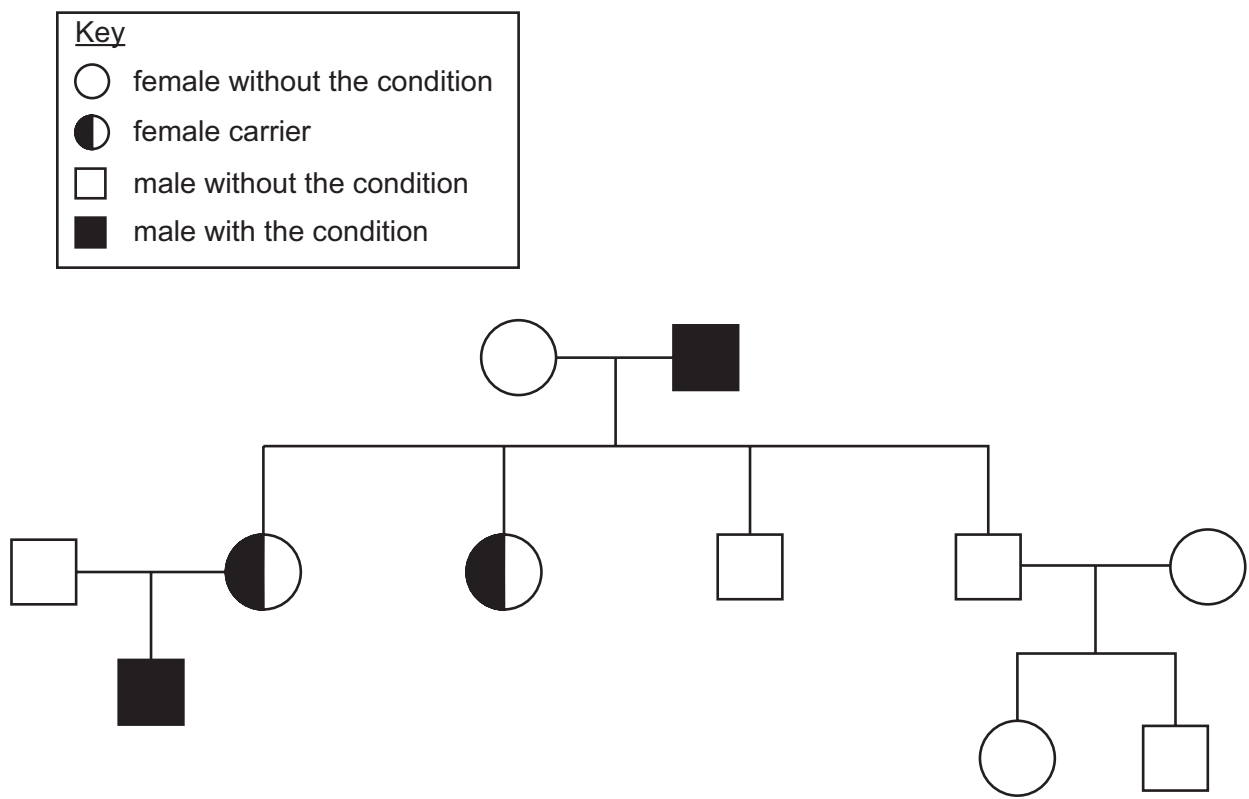 Key
female without the condition
female carrier
male without the condition
male with the condition